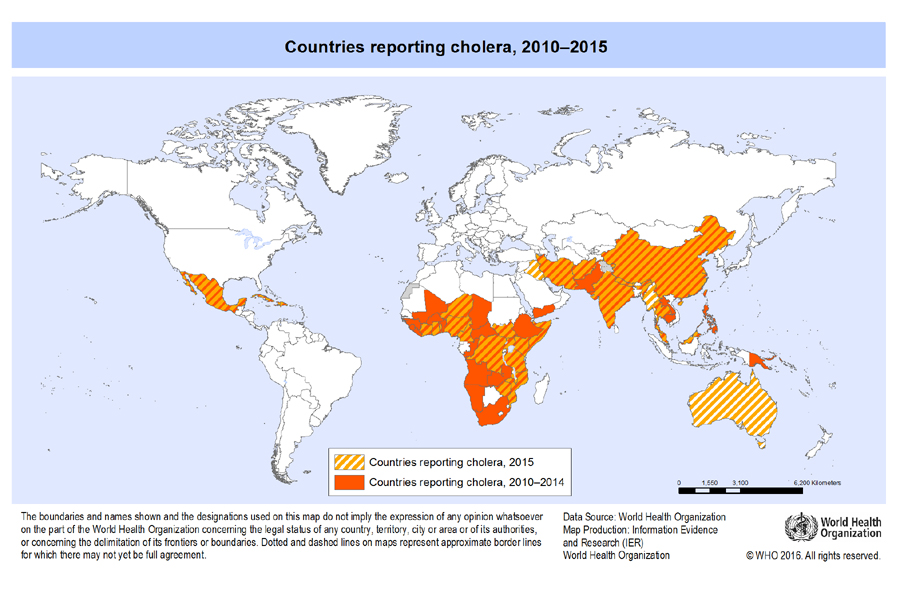 Countries reporting cholera, 2010–2015
Countries reporting cholera, 2015
Countries reporting cholera, 2010–2014
0 1,550 3,100 6,200 Kilometers
The boundaries and names shown and the designations used on this map do not imply the expression of any opinion whatsoever
on the part of the World Health Organization concerning the legal status of any country, territory, city or area or of its authorities,
or concerning the delimitation of its frontiers or boundaries. Dotted and dashed lines on maps represent approximate border lines
for which there may not yet be full agreement.
Data Source: World Health Organization
Map Production: Information Evidence
and Research (IER)
World Health Organization
World Health
Organization
© WHO 2016. All rights reserved.